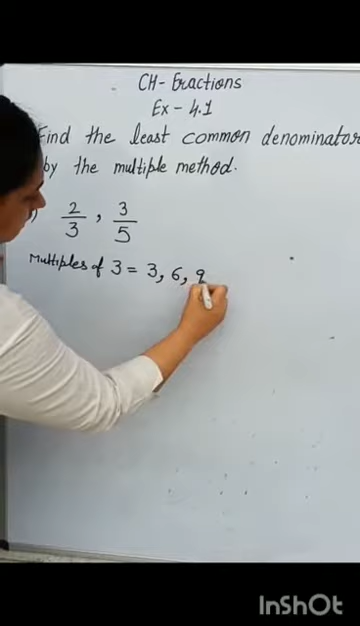 CH- Fractions
Ex - 4.1
Find the least common denominator
by the multiple method.
) 2/3 , 3/5
Multiples of 3 = 3, 6, 9
InShOt